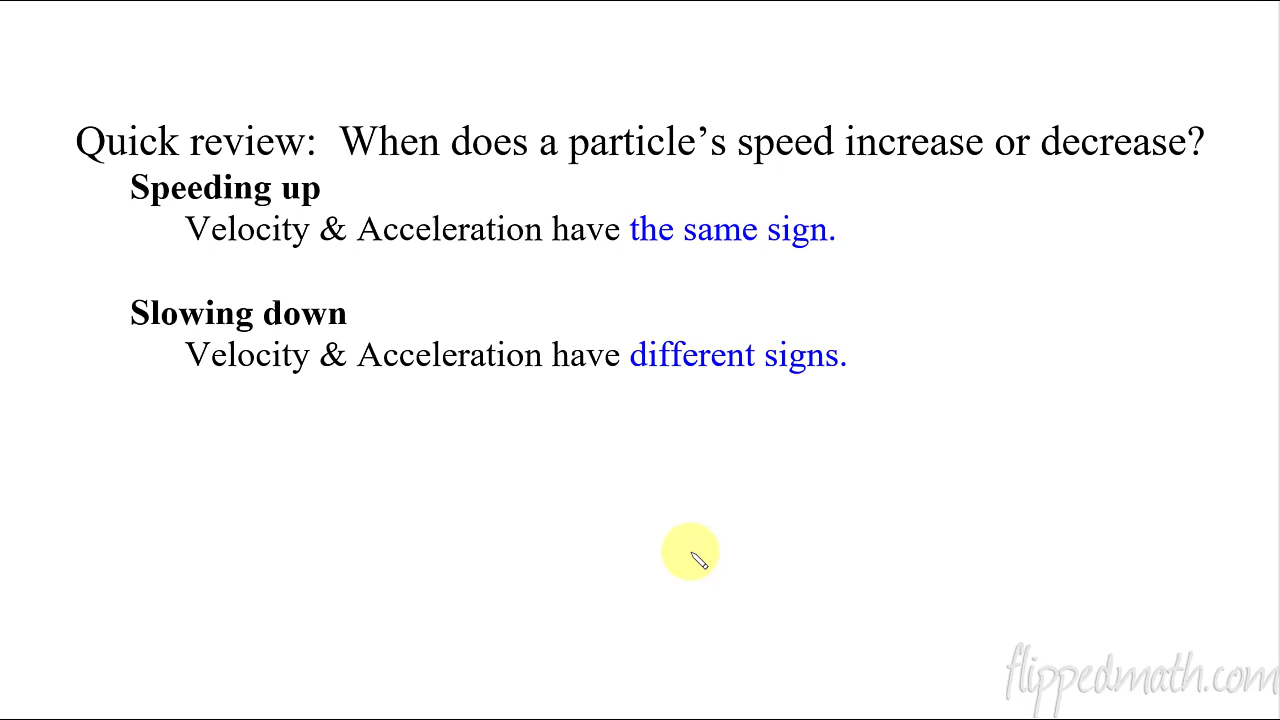 Quick review:  When does a particle’s speed increase or decrease?
Speeding up
Velocity & Acceleration have the same sign.
Slowing down
Velocity & Acceleration have different signs.
flippedmath.com